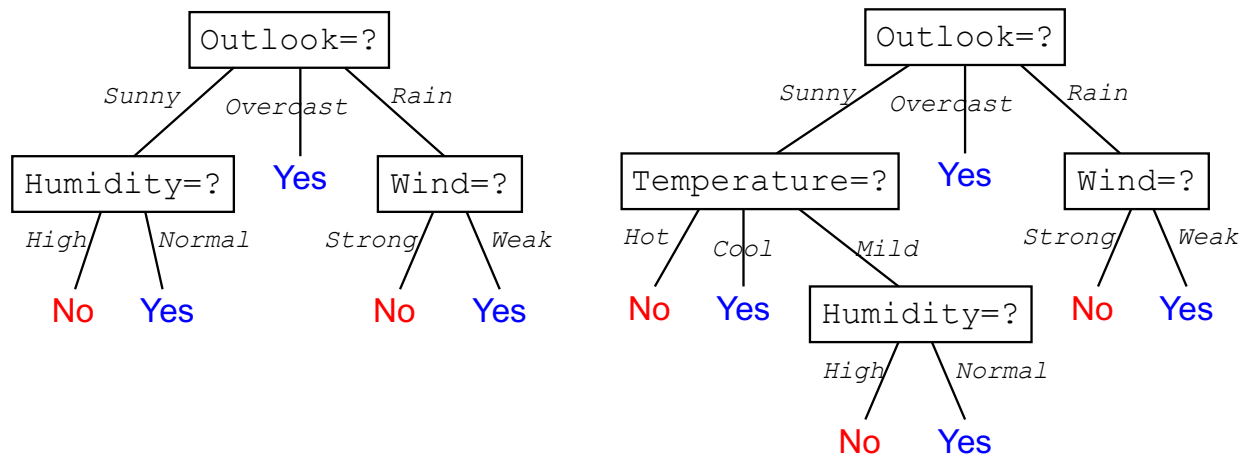 Outlook=?
Sunny
Overcast
Rain
Humidity=?
Yes
Wind=?
High
Normal
Strong
Weak
No
Yes
No
Yes
Outlook=?
Sunny
Overcast
Rain
Temperature=?
Yes
Wind=?
Hot
Cool
Mild
Strong
Weak
No
Yes
Humidity=?
No
Yes
High
Normal
No
Yes